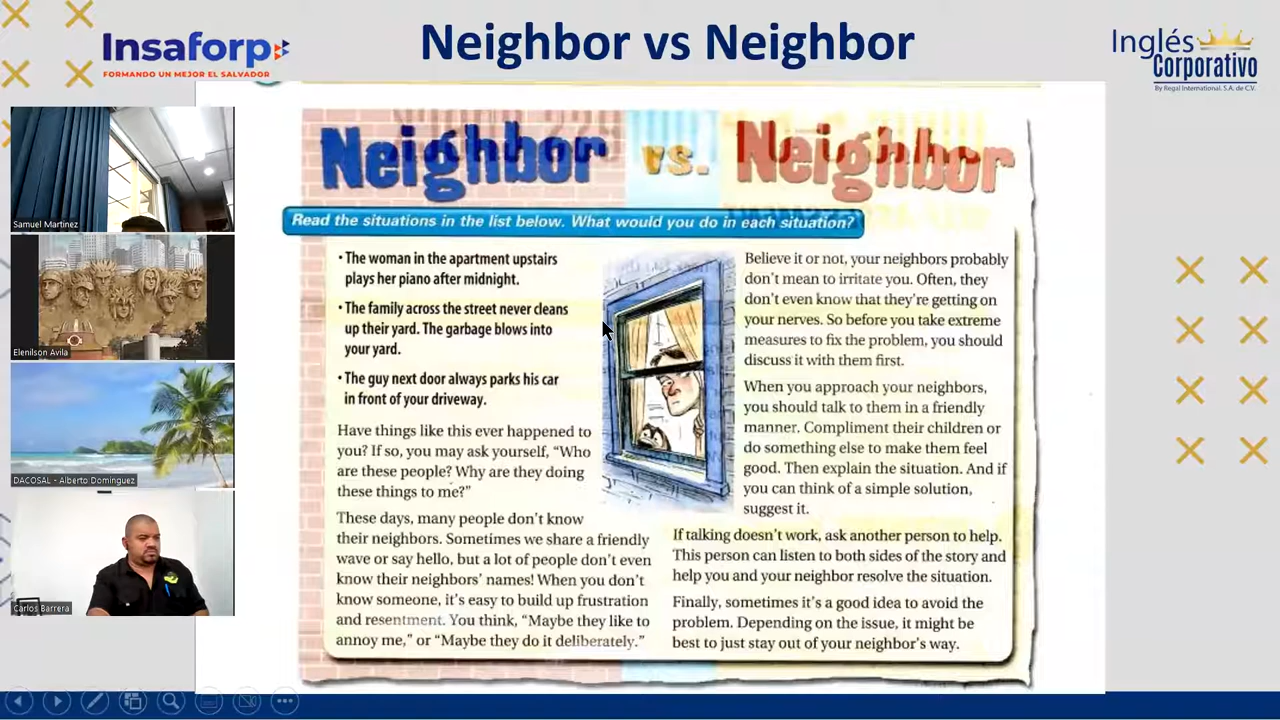 Neighbor vs Neighbor
Insaforp
FORMANDO UN MEJOR EL SALVADOR
Inglés
Corporativo
By Regal International. S.A. de C.V.
Samuel Martinez
Elenilson Avila
DACOSAL - Alberto Dominguez
Carlos Barrera
Neighbor vs. Neighbor
Read the situations in the list below. What would you do in each situation?
• The woman in the apartment upstairs
plays her piano after midnight.
• The family across the street never cleans
up their yard. The garbage blows into
your yard.
• The guy next door always parks his car
in front of your driveway.
Have things like this ever happened to
you? If so, you may ask yourself, “Who
are these people? Why are they doing
these things to me?”
These days, many people don’t know
their neighbors. Sometimes we share a friendly
wave or say hello, but a lot of people don’t even
know their neighbors’ names! When you don’t
know someone, it’s easy to build up frustration
and resentment. You think, “Maybe they like to
annoy me,” or “Maybe they do it deliberately.”
Believe it or not, your neighbors probably
don’t mean to irritate you. Often, they
don’t even know that they’re getting on
your nerves. So before you take extreme
measures to fix the problem, you should
discuss it with them first.
When you approach your neighbors,
you should talk to them in a friendly
manner. Compliment their children or
do something else to make them feel
good. Then explain the situation. And if
you can think of a simple solution,
suggest it.
If talking doesn’t work, ask another person to help.
This person can listen to both sides of the story and
help you and your neighbor resolve the situation.
Finally, sometimes it’s a good idea to avoid the
problem. Depending on the issue, it might be
best to just stay out of your neighbor’s way.